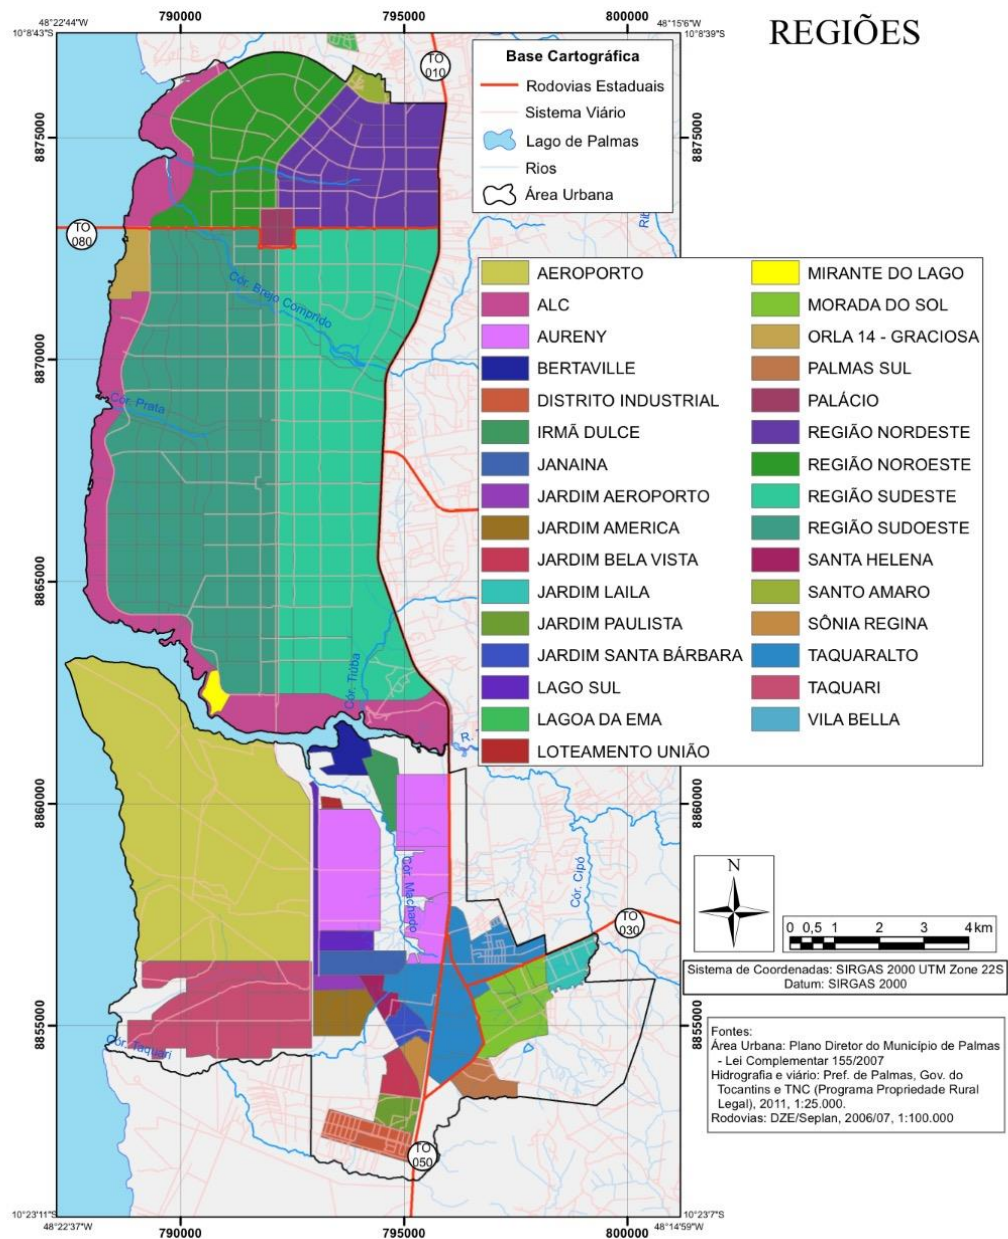 REGIÕES
790000
795000
800000
48°22'44"W
48°15'6"W
10°8'43"S
10°8'39"S
TO
010
Base Cartográfica
Rodovias Estaduais
Sistema Viário
Lago de Palmas
Rios
Área Urbana
8875000
8875000
TO
080
Cór. Brejo Comprido
AEROPORTO
ALC
AURENY
BERTAVILLE
DISTRITO INDUSTRIAL
IRMÃ DULCE
JANAINA
JARDIM AEROPORTO
JARDIM AMERICA
JARDIM BELA VISTA
JARDIM LAILA
JARDIM PAULISTA
JARDIM SANTA BÁRBARA
LAGO SUL
LAGOA DA EMA
LOTEAMENTO UNIÃO
MIRANTE DO LAGO
MORADA DO SOL
ORLA 14 - GRACIOSA
PALMAS SUL
PALÁCIO
REGIÃO NORDESTE
REGIÃO NOROESTE
REGIÃO SUDESTE
REGIÃO SUDOESTE
SANTA HELENA
SANTO AMARO
SÔNIA REGINA
TAQUARALTO
TAQUARI
VILA BELLA
8870000
Cór. Prata
8865000
Cór. Tiúba
R.
8860000
8860000
Cór. Machado
Cór. Cipó
TO
030
N
0 0,5 1 2 3 4 km
Sistema de Coordenadas: SIRGAS 2000 UTM Zone 22S
Datum: SIRGAS 2000
8855000
8855000
Cór. Taquari
Fontes:
Área Urbana: Plano Diretor do Município de Palmas
- Lei Complementar 155/2007
Hidrografia e viário: Pref. de Palmas, Gov. do
Tocantins e TNC (Programa Propriedade Rural
Legal), 2011, 1:25.000.
Rodovias: DZE/Seplan, 2006/07, 1:100.000
TO
050
10°23'11"S
10°23'7"S
48°22'37"W
48°14'59"W
790000
795000
800000